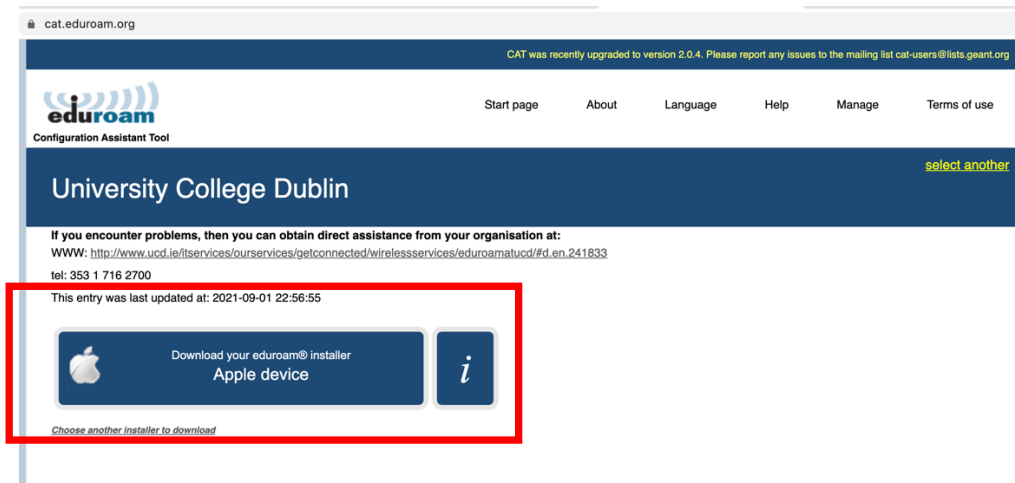 cat.eduroam.org
CAT was recently upgraded to version 2.0.4. Please report any issues to the mailing list cat-users@lists.geant.org
eduroam
Configuration Assistant Tool
Start page About Language Help Manage Terms of use
select another
University College Dublin
If you encounter problems, then you can obtain direct assistance from your organisation at:
WWW: http://www.ucd.ie/itservices/ourservices/getconnected/wirelessservices/eduroamatucd/#d.en.241833
tel: 353 1 716 2700
This entry was last updated at: 2021-09-01 22:56:55
Download your eduroam® installer
Apple device
i
Choose another installer to download